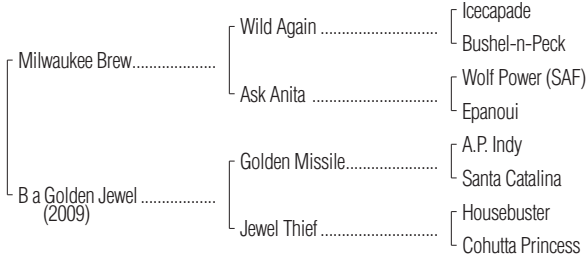 Icecapade
Wild Again ..............................
Bushel-n-Peck
Milwaukee Brew.....................
Wolf Power (SAF)
Ask Anita ................................
Epanoui
A.P. Indy
Golden Missile........................
Santa Catalina
B a Golden Jewel ...................
(2009)
Housebuster
Jewel Thief ..............................
Cohutta Princess